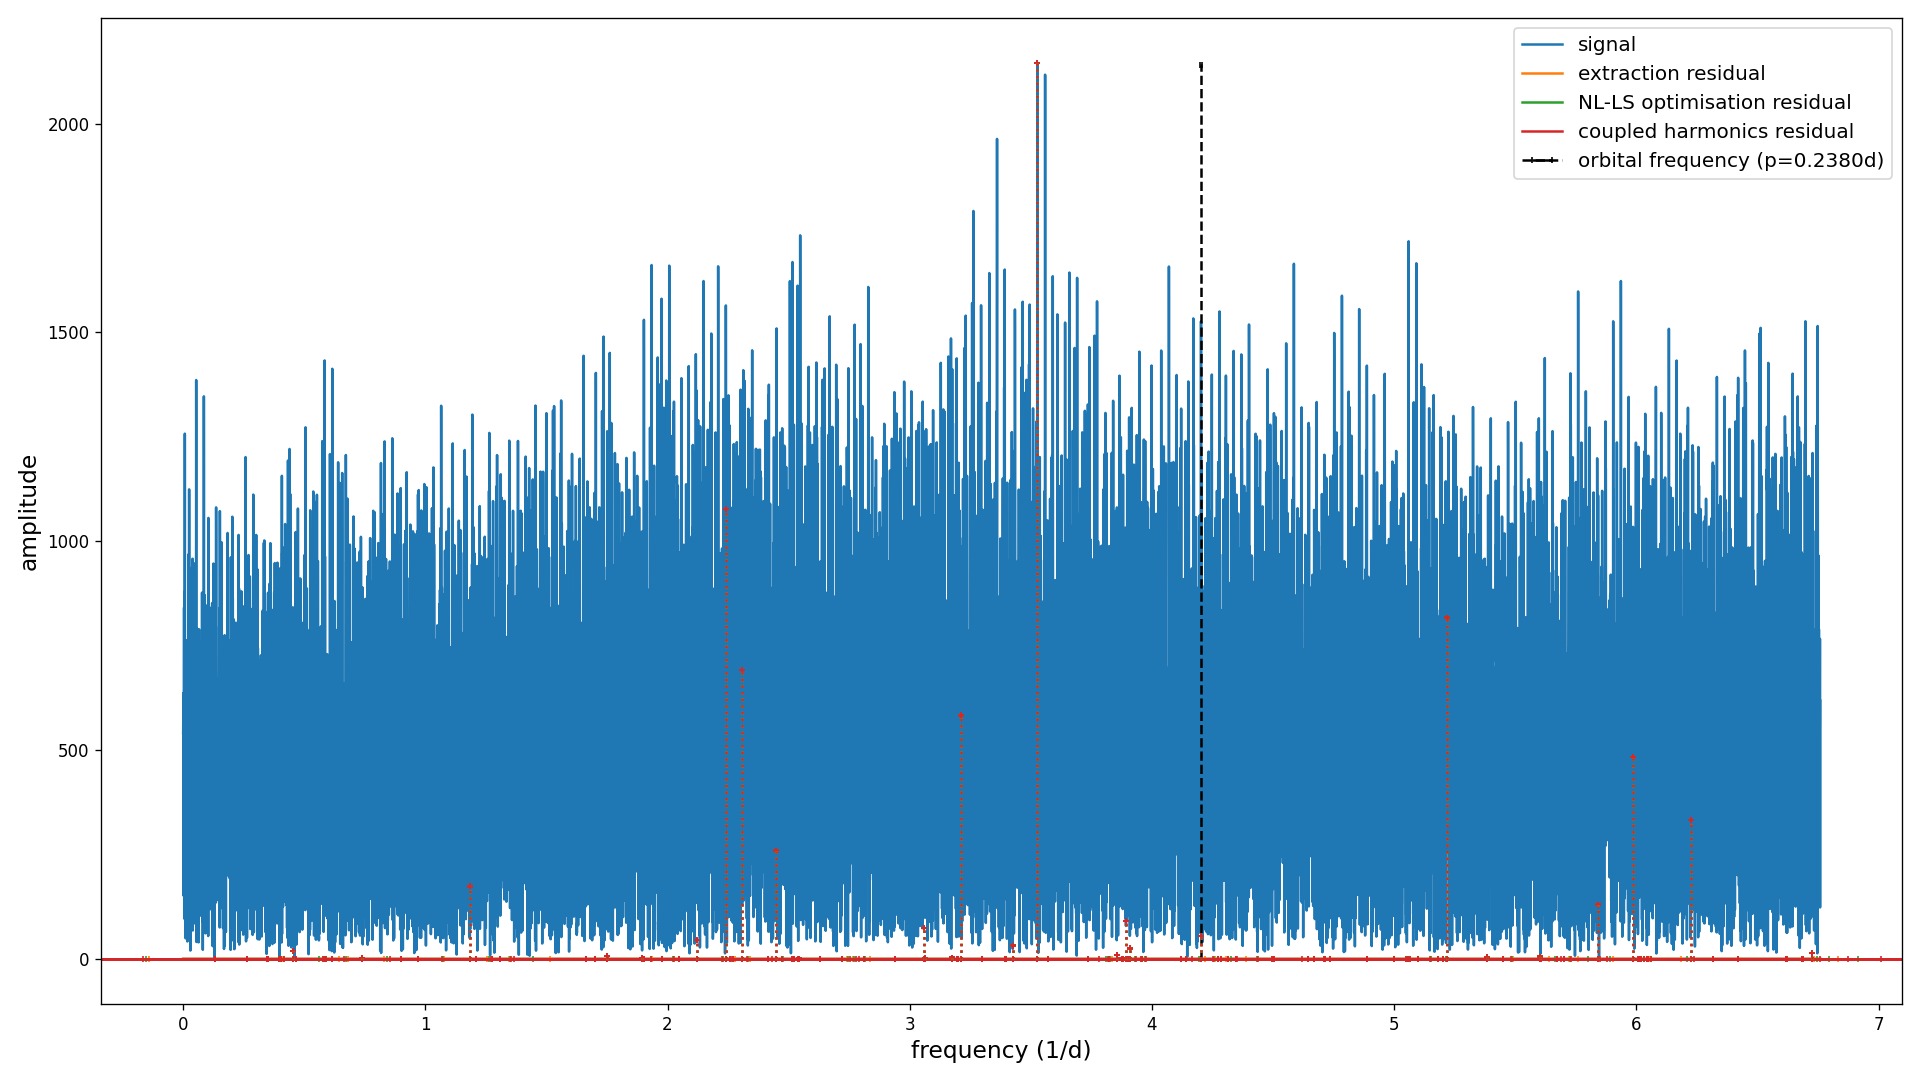 signal
extraction residual
NL-LS optimisation residual
coupled harmonics residual
orbital frequency (p=0.2380d)
amplitude
2000
1500
1000
500
0
0 1 2 3 4 5 6 7
frequency (1/d)